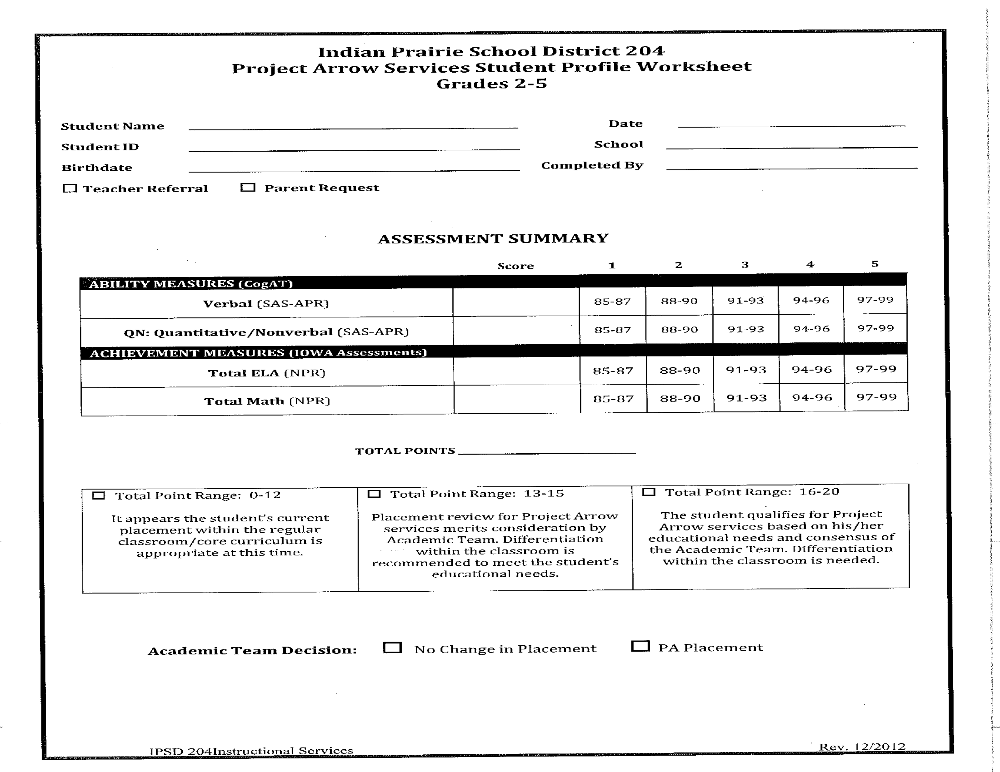 Indian Prairie School District 204
Project Arrow Services Student Profile Worksheet
Grades 2-5
Student Name Date
Student ID School
Birthdate Completed By
Teacher Referral Parent Request
ASSESSMENT SUMMARY
Score 1 2 3 4 5
ABILITY MEASURES (CogAT)
Verbal (SAS-APR) 85-87 88-90 91-93 94-96 97-99
QN: Quantitative/Nonverbal (SAS-APR) 85-87 88-90 91-93 94-96 97-99
ACHIEVEMENT MEASURES (IOWA Assessments)
Total ELA (NPR) 85-87 88-90 91-93 94-96 97-99
Total Math (NPR) 85-87 88-90 91-93 94-96 97-99
TOTAL POINTS
Total Point Range: 0-12
It appears the student's current
placement within the regular
classroom/core curriculum is
appropriate at this time.
Total Point Range: 13-15
Placement review for Project Arrow
services merits consideration by
Academic Team. Differentiation
within the classroom is
recommended to meet the student's
educational needs.
Total Point Range: 16-20
The student qualifies for Project
Arrow services based on his/her
educational needs and consensus of
the Academic Team. Differentiation
within the classroom is needed.
Academic Team Decision: No Change in Placement PA Placement
IPSD 204Instructional Services Rev. 12/2012